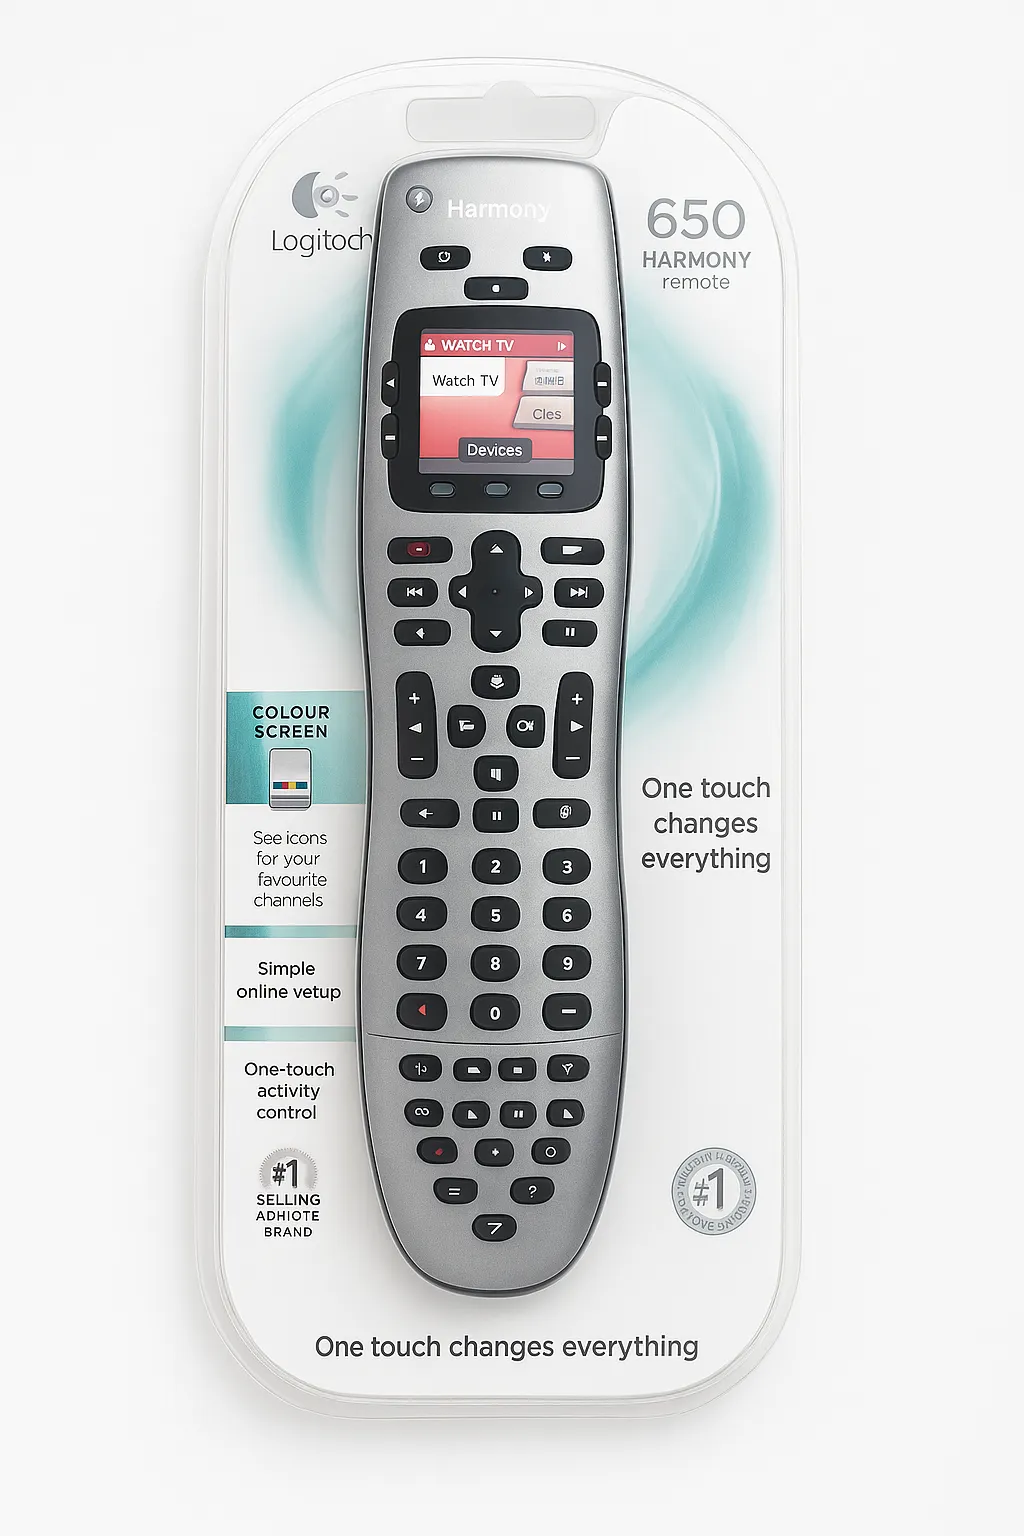 Logitoch
Harmony
650
HARMONY
remote
WATCH TV
Watch TV
Cles
Devices
COLOUR
SCREEN
See icons
for your
favourite
channels
Simple
online vetup
One-touch
activity
control
#1
SELLING
ADHIOTE
BRAND
One touch
changes
everything
1 2 3
4 5 6
7 8 9
0
?
#1
One touch changes everything